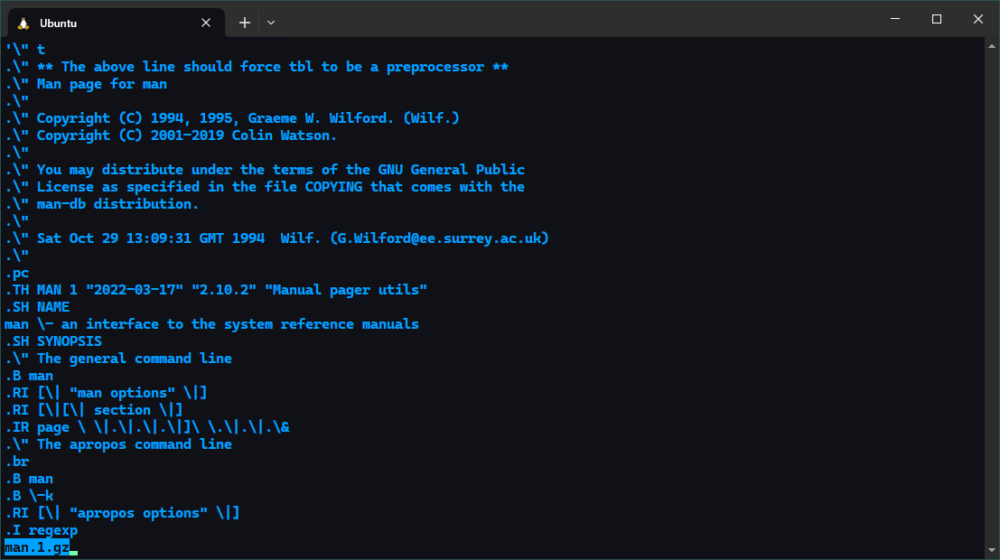 Ubuntu
'\" t
.\" ** The above line should force tbl to be a preprocessor **
.\" Man page for man
.\"
.\" Copyright (C) 1994, 1995, Graeme W. Wilford. (Wilf.)
.\" Copyright (C) 2001-2019 Colin Watson.
.\"
.\" You may distribute under the terms of the GNU General Public
.\" License as specified in the file COPYING that comes with the
.\" man-db distribution.
.\"
.\" Sat Oct 29 13:09:31 GMT 1994  Wilf. (G.Wilford@ee.surrey.ac.uk)
.\"
.pc
.TH MAN 1 "2022-03-17" "2.10.2" "Manual pager utils"
.SH NAME
man \- an interface to the system reference manuals
.SH SYNOPSIS
.\" The general command line
.B man
.RI [\| "man options" \|]
.RI [\|[\| section \|]
.IR page \ \|.\|.\|.\|]\ \.\|.\|.\&
.\" The apropos command line
.br
.B man
.B \-k
.RI [\| "apropos options" \|]
.I regexp
man.1.gz